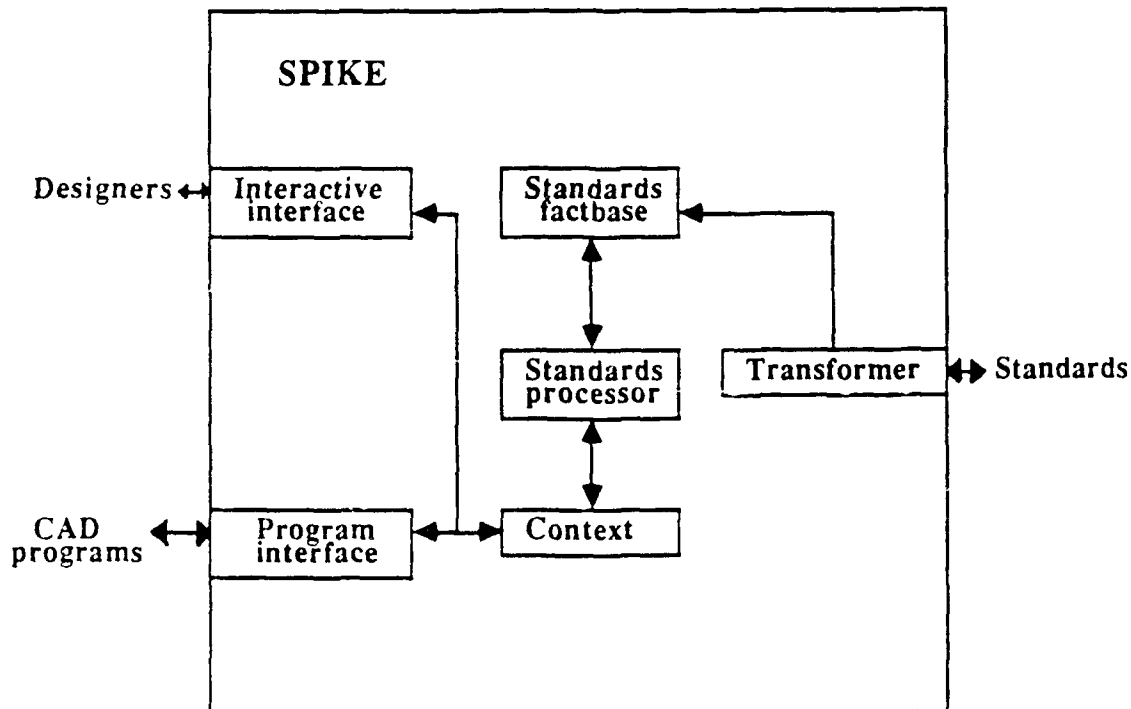 SPIKE
Designers
Interactive
interface
Standards
factbase
Standards
processor
Transformer
Standards
CAD
programs
Program
interface
Context